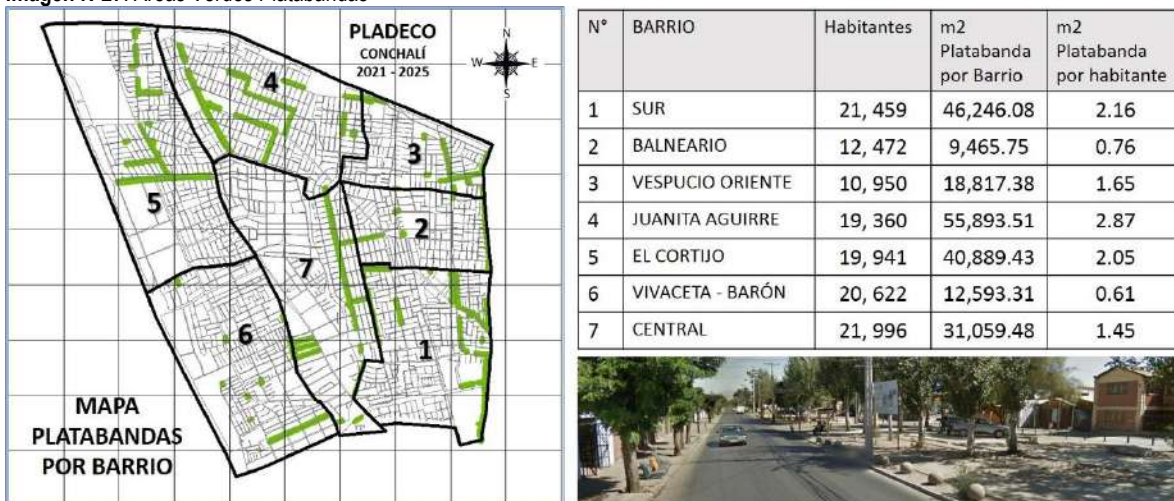 PLADECO
CONCHALÍ
2021 - 2025
N
W E
S
4
3
5
2
7
6
1
MAPA
PLATABANDAS
POR BARRIO
N° BARRIO Habitantes m2 Platabanda por Barrio m2 Platabanda por habitante
1 SUR 21, 459 46,246.08 2.16
2 BALNEARIO 12, 472 9,465.75 0.76
3 VESPUCIO ORIENTE 10, 950 18,817.38 1.65
4 JUANITA AGUIRRE 19, 360 55,893.51 2.87
5 EL CORTIJO 19, 941 40,889.43 2.05
6 VIVACETA - BARÓN 20, 622 12,593.31 0.61
7 CENTRAL 21, 996 31,059.48 1.45